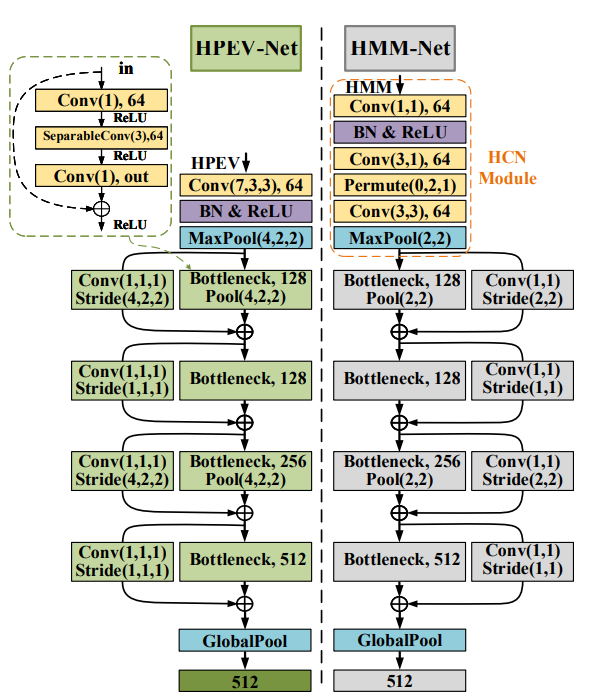 HPEV-Net
in
Conv(1), 64
ReLU
SeparableConv(3),64
ReLU
Conv(1), out
ReLU
HPEV
Conv(7,3,3), 64
BN & ReLU
MaxPool(4,2,2)
Conv(1,1,1)
Stride(4,2,2)
Bottleneck, 128
Pool(4,2,2)
Conv(1,1,1)
Stride(1,1,1)
Bottleneck, 128
Conv(1,1,1)
Stride(4,2,2)
Bottleneck, 256
Pool(4,2,2)
Conv(1,1,1)
Stride(1,1,1)
Bottleneck, 512
GlobalPool
512
HMM-Net
HMM
Conv(1,1), 64
BN & ReLU
Conv(3,1), 64
Permute(0,2,1)
Conv(3,3), 64
MaxPool(2,2)
HCN
Module
Bottleneck, 128
Pool(2,2)
Conv(1,1)
Stride(2,2)
Bottleneck, 128
Conv(1,1)
Stride(1,1)
Bottleneck, 256
Pool(2,2)
Conv(1,1)
Stride(2,2)
Bottleneck, 512
Conv(1,1)
Stride(1,1)
GlobalPool
512